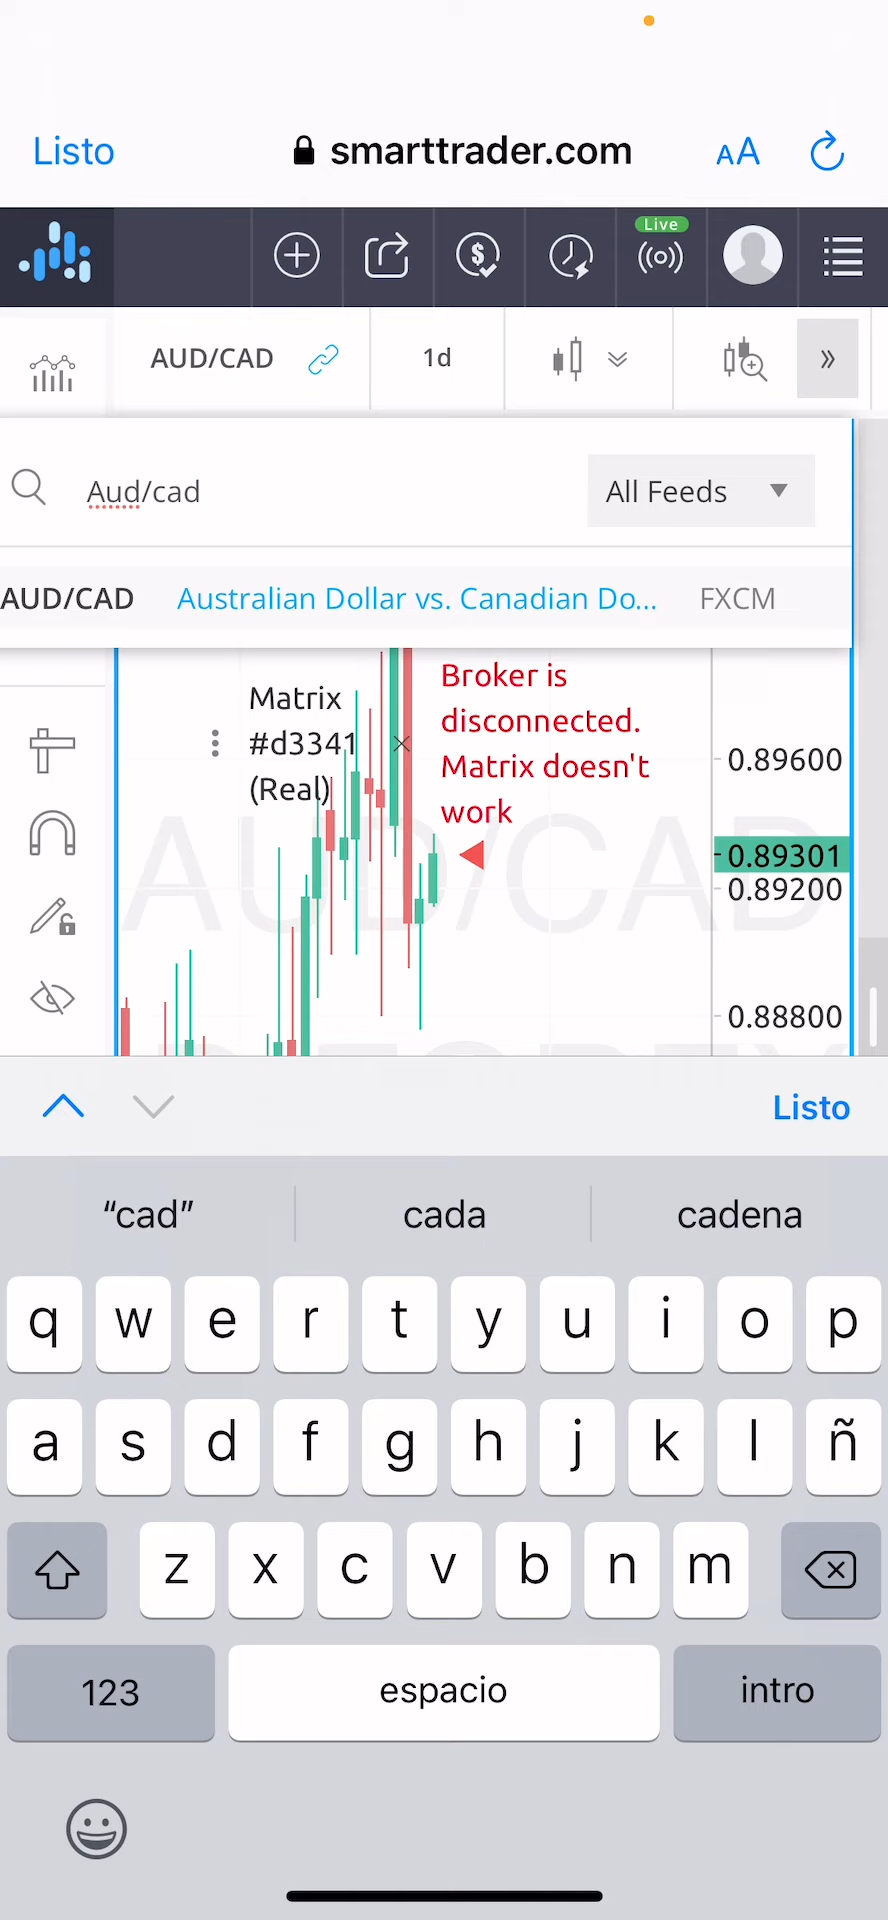 Listo
smarttrader.com
AA
Live
AUD/CAD
1d
»
Aud/cad
All Feeds
AUD/CAD Australian Dollar vs. Canadian Do... FXCM
Matrix
#d3341
(Real)
Broker is
disconnected.
Matrix doesn't
work
0.89600
0.89301
0.89200
0.88800
AUD/CAD
Listo
“cad” cada cadena
q w e r t y u i o p
a s d f g h j k l ñ
z x c v b n m
123 espacio intro